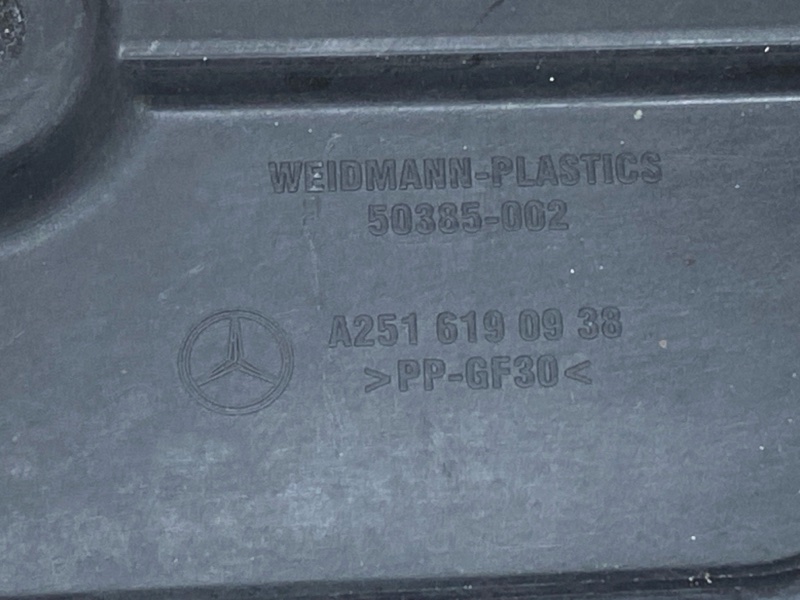 WEIDMANN-PLASTICS
50385-002
A251 619 09 38
>PP-GF30<